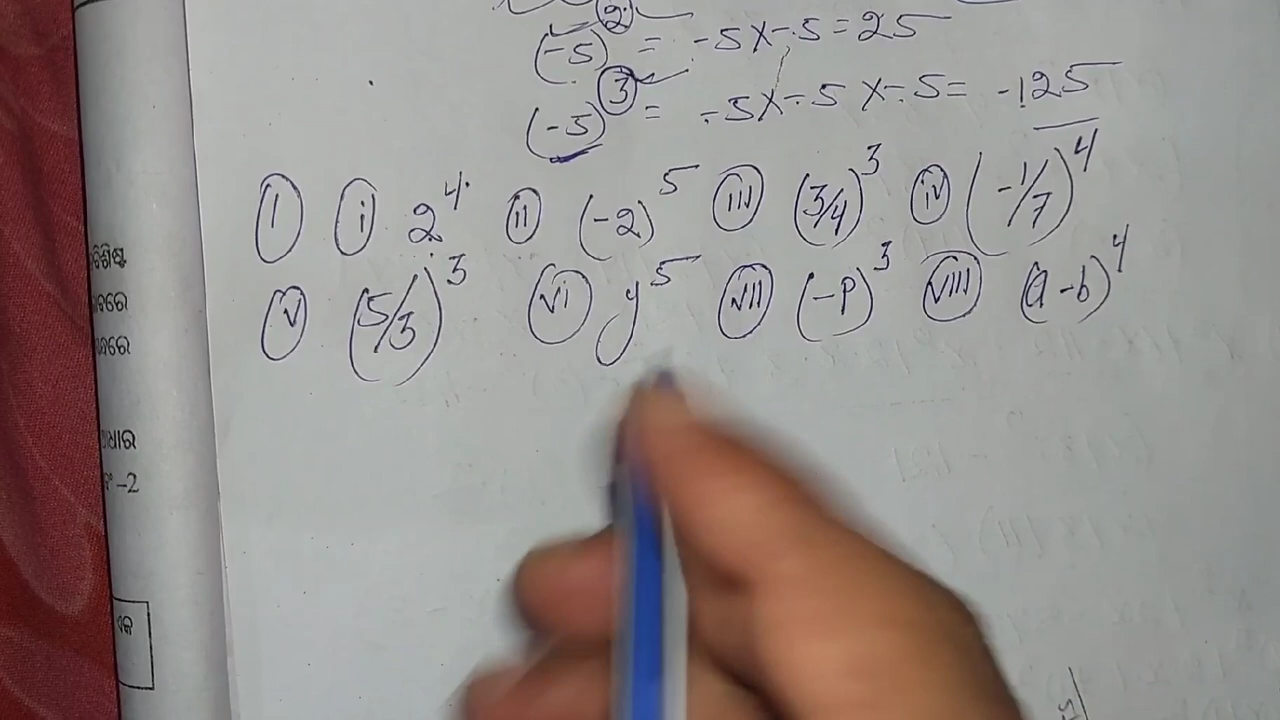 (-5)² = -5×-5=25
(-5)³ = -5×-5×-5= -125
① ⓘ 2⁴ ⓘⓘ (-2)⁵ ⓘⓘⓘ (3/4)³ ⓘⓥ (-1/7)⁴
ⓥ (5/3)³ ⓥⓘ y⁵ ⓥⓘⓘ (-P)³ ⓥⓘⓘⓘ (a-b)⁴
-2